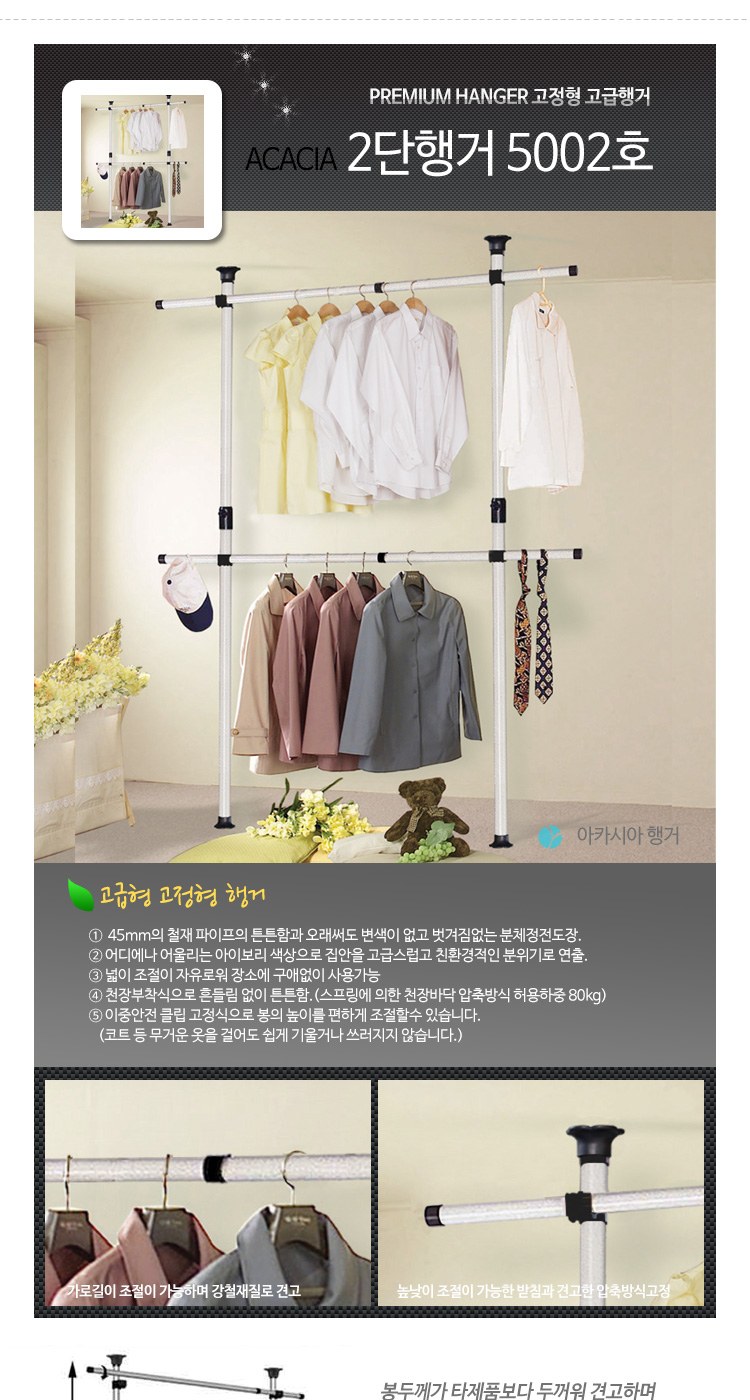 PREMIUM HANGER 고정형 고급행거
ACACIA 2단행거 5002호
아카시아 행거
고급형 고정형 행거
① 45mm의 철재 파이프의 튼튼함과 오래써도 변색이 없고 벗겨짐없는 분체정전도장.
② 어디에나 어울리는 아이보리 색상으로 집안을 고급스럽고 친환경적인 분위기로 연출.
③ 넓이 조절이 자유로워 장소에 구애없이 사용가능
④ 천장부착식으로 흔들림 없이 튼튼함. (스프링에 의한 천장바닥 압축방식 허용하중 80kg)
⑤ 이중안전 클립 고정식으로 봉의 높이를 편하게 조절할수 있습니다.
(코트 등 무거운 옷을 걸어도 쉽게 기울거나 쓰러지지 않습니다.)
가로길이 조절이 가능하며 강철재질로 견고
높낮이 조절이 가능한 받침과 견고한 압축방식고정
봉두께가 타제품보다 두꺼워 견고하며